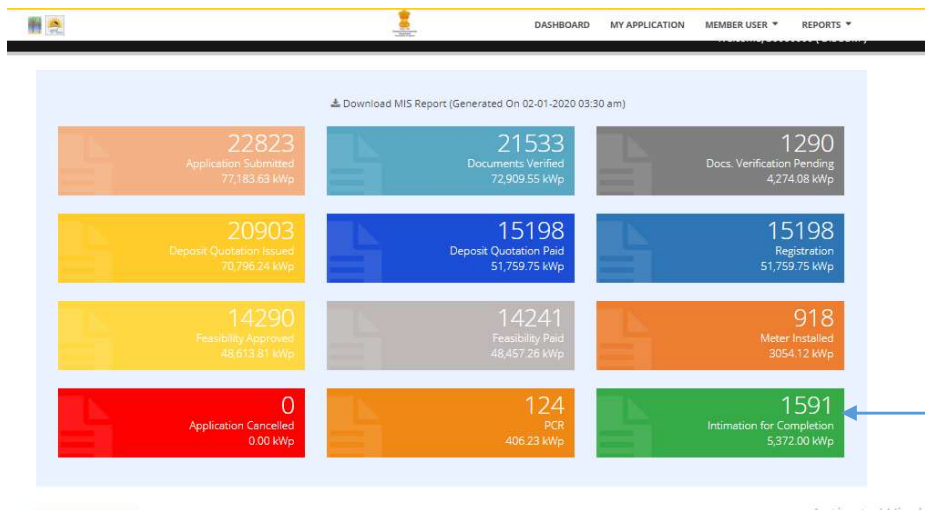 DASHBOARD MY APPLICATION MEMBER USER REPORTS
Download MIS Report (Generated On 02-01-2020 03:30 am)
22823
Application Submitted
77,183.63 kWp
21533
Documents Verified
72,909.55 kWp
1290
Docs. Verification Pending
4,274.08 kWp
20903
Deposit Quotation Issued
70,796.24 kWp
15198
Deposit Quotation Paid
51,759.75 kWp
15198
Registration
51,759.75 kWp
14290
Feasibility Approved
48,613.81 kWp
14241
Feasibility Paid
48,457.26 kWp
918
Meter Installed
3054.12 kWp
0
Application Cancelled
0.00 kWp
124
PCR
406.23 kWp
1591
Intimation for Completion
5,372.00 kWp